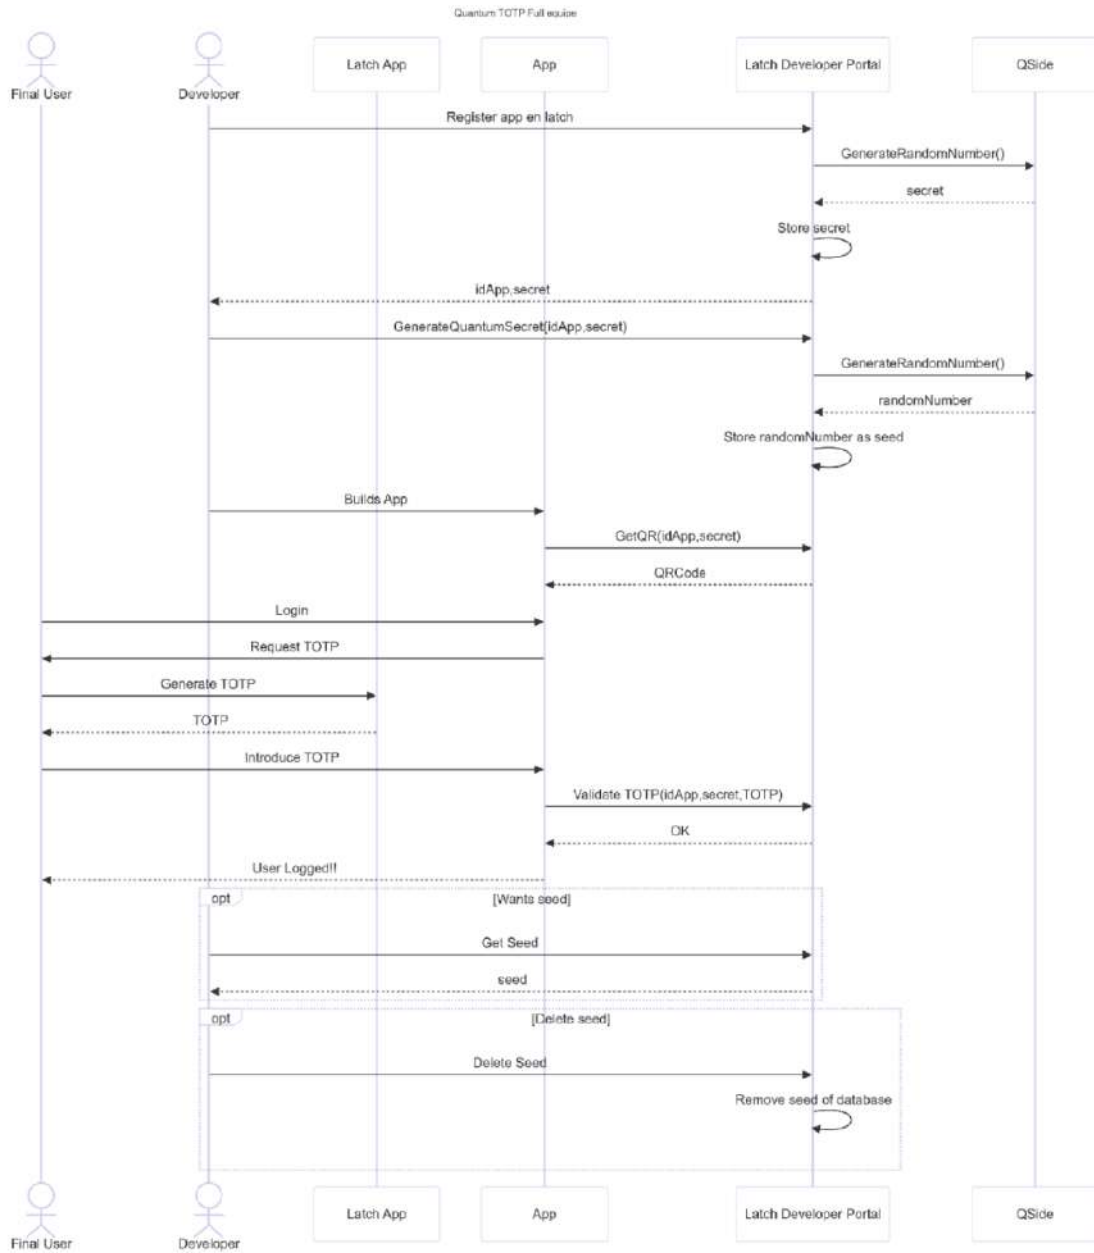 Quantum TOTP Full equipe
Final User
Developer
Latch App
App
Latch Developer Portal
QSide
Register app en latch
GenerateRandomNumber()
secret
Store secret
idApp,secret
GenerateQuantumSecret(idApp,secret)
GenerateRandomNumber()
randomNumber
Store randomNumber as seed
Builds App
GetQR(idApp,secret)
QRCode
Login
Request TOTP
Generate TOTP
TOTP
Introduce TOTP
Validate TOTP(idApp,secret,TOTP)
OK
User Logged!!
opt
[Wants seed]
Get Seed
seed
opt
[Delete seed]
Delete Seed
Remove seed of database
Final User
Developer
Latch App
App
Latch Developer Portal
QSide